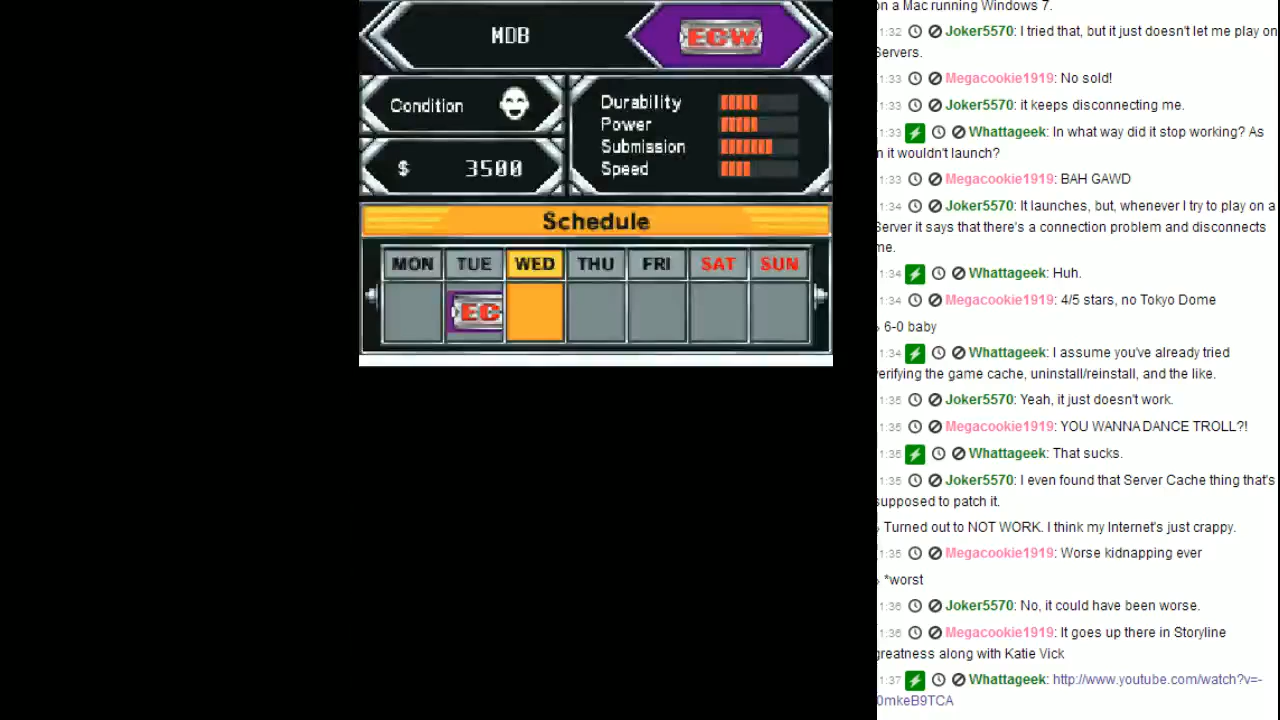 MDB
ECW
Condition
$ 3500
Durability
Power
Submission
Speed
Schedule
MON TUE WED THU FRI SAT SUN
EC
on a Mac running Windows 7.
1:32 Joker5570: I tried that, but it just doesn't let me play on
Servers.
1:33 Megacookie1919: No sold!
1:33 Joker5570: it keeps disconnecting me.
1:33 Whattageek: In what way did it stop working? As
in it wouldn't launch?
1:33 Megacookie1919: BAH GAWD
1:34 Joker5570: It launches, but, whenever I try to play on a
Server it says that there's a connection problem and disconnects
me.
1:34 Whattageek: Huh.
1:34 Megacookie1919: 4/5 stars, no Tokyo Dome
6-0 baby
1:34 Whattageek: I assume you've already tried
verifying the game cache, uninstall/reinstall, and the like.
1:35 Joker5570: Yeah, it just doesn't work.
1:35 Megacookie1919: YOU WANNA DANCE TROLL?!
1:35 Whattageek: That sucks.
1:35 Joker5570: I even found that Server Cache thing that's
supposed to patch it.
Turned out to NOT WORK. I think my Internet's just crappy.
1:35 Megacookie1919: Worse kidnapping ever
*worst
1:36 Joker5570: No, it could have been worse.
1:36 Megacookie1919: It goes up there in Storyline
greatness along with Katie Vick
1:37 Whattageek: http://www.youtube.com/watch?v=-
0mkeB9TCA